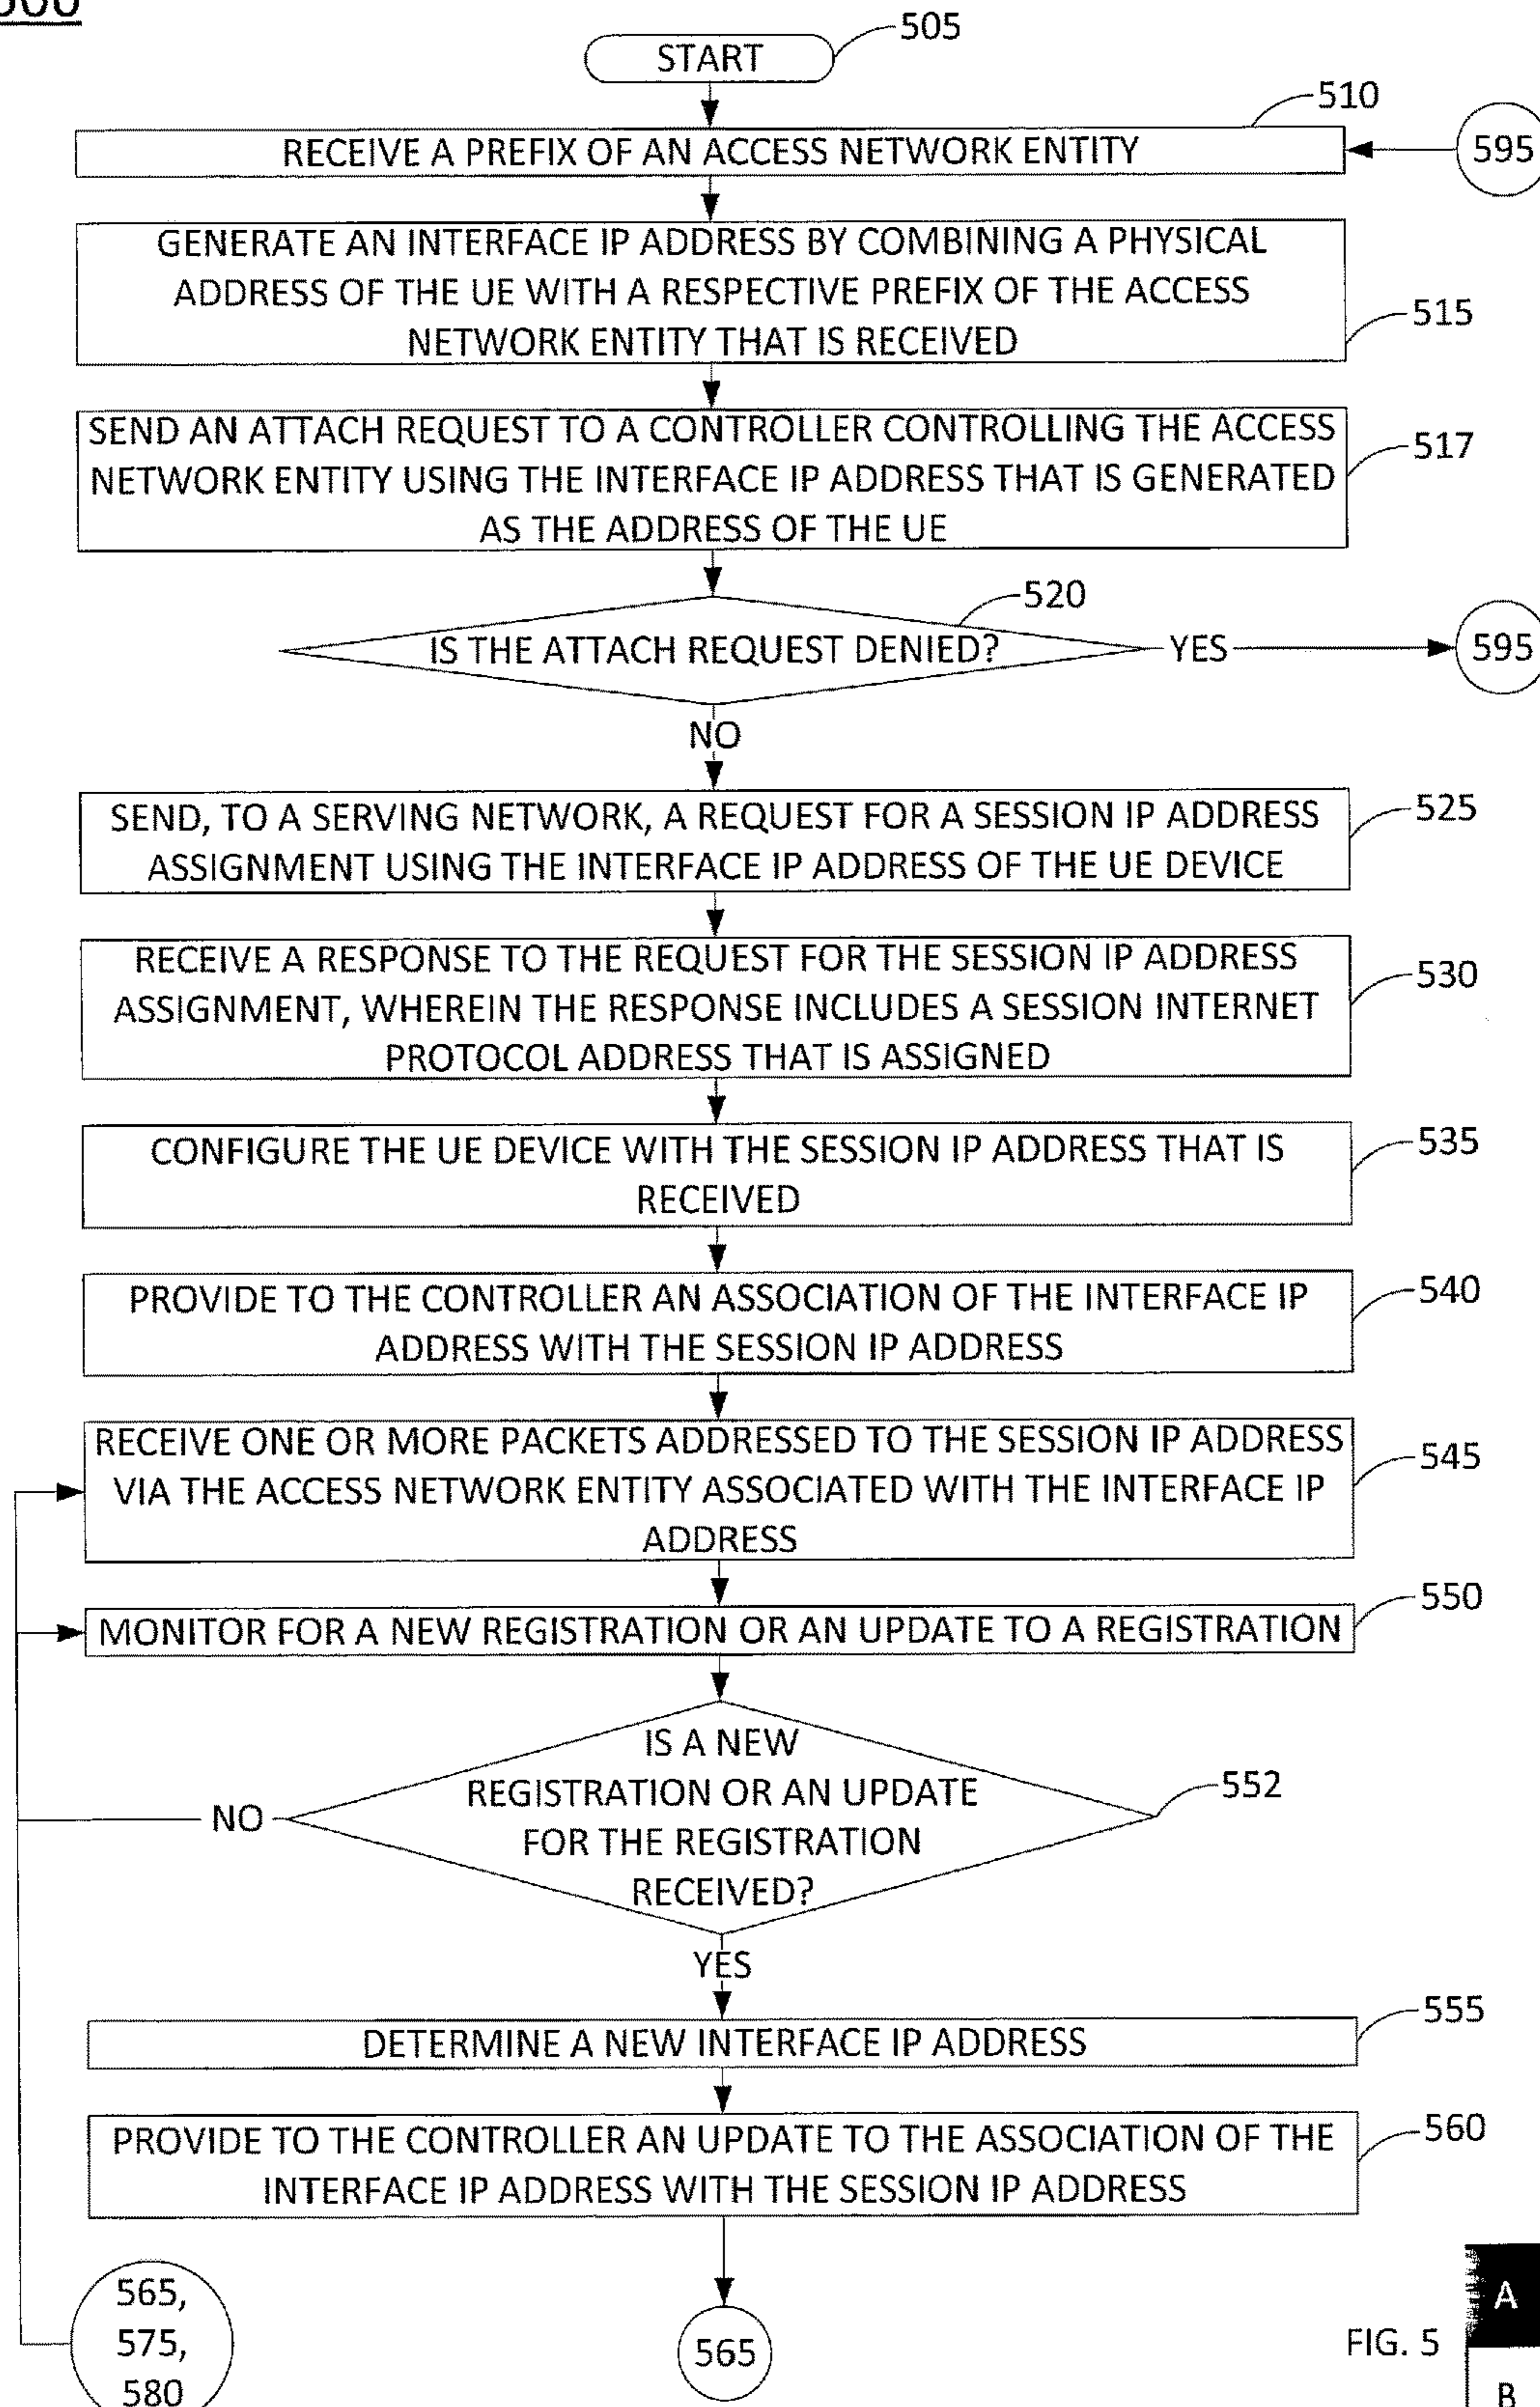 500
START
505
510
RECEIVE A PREFIX OF AN ACCESS NETWORK ENTITY
595
GENERATE AN INTERFACE IP ADDRESS BY COMBINING A PHYSICAL
ADDRESS OF THE UE WITH A RESPECTIVE PREFIX OF THE ACCESS
NETWORK ENTITY THAT IS RECEIVED
515
SEND AN ATTACH REQUEST TO A CONTROLLER CONTROLLING THE ACCESS
NETWORK ENTITY USING THE INTERFACE IP ADDRESS THAT IS GENERATED
AS THE ADDRESS OF THE UE
517
520
IS THE ATTACH REQUEST DENIED?
YES
595
NO
SEND, TO A SERVING NETWORK, A REQUEST FOR A SESSION IP ADDRESS
ASSIGNMENT USING THE INTERFACE IP ADDRESS OF THE UE DEVICE
525
RECEIVE A RESPONSE TO THE REQUEST FOR THE SESSION IP ADDRESS
ASSIGNMENT, WHEREIN THE RESPONSE INCLUDES A SESSION INTERNET
PROTOCOL ADDRESS THAT IS ASSIGNED
530
CONFIGURE THE UE DEVICE WITH THE SESSION IP ADDRESS THAT IS
RECEIVED
535
PROVIDE TO THE CONTROLLER AN ASSOCIATION OF THE INTERFACE IP
ADDRESS WITH THE SESSION IP ADDRESS
540
RECEIVE ONE OR MORE PACKETS ADDRESSED TO THE SESSION IP ADDRESS
VIA THE ACCESS NETWORK ENTITY ASSOCIATED WITH THE INTERFACE IP
ADDRESS
545
550
MONITOR FOR A NEW REGISTRATION OR AN UPDATE TO A REGISTRATION
IS A NEW
REGISTRATION OR AN UPDATE
FOR THE REGISTRATION
RECEIVED?
552
NO
YES
555
DETERMINE A NEW INTERFACE IP ADDRESS
PROVIDE TO THE CONTROLLER AN UPDATE TO THE ASSOCIATION OF THE
INTERFACE IP ADDRESS WITH THE SESSION IP ADDRESS
560
565,
575,
580
565
FIG. 5
A
B